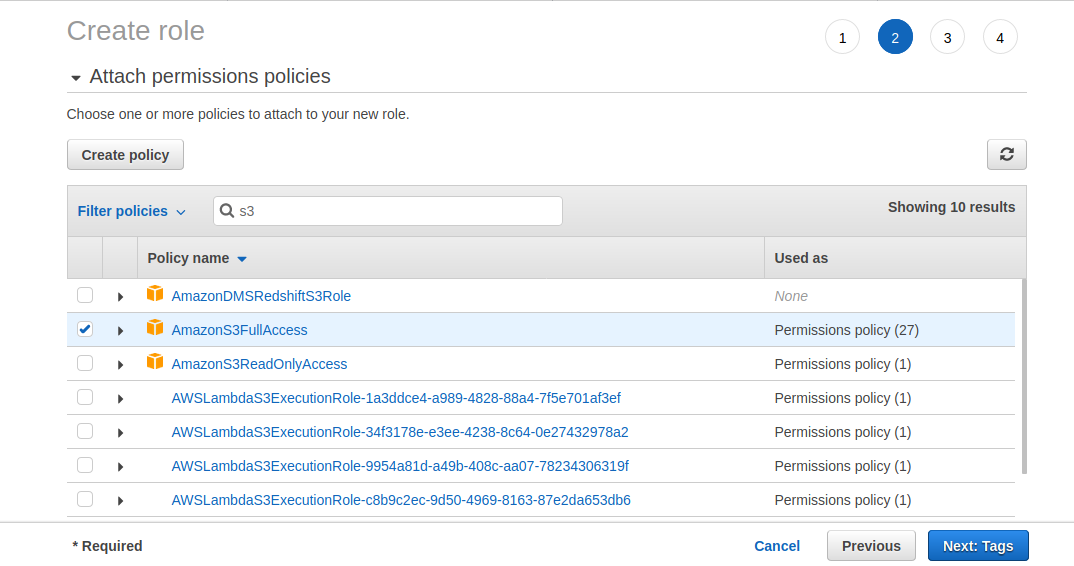 Create role
1 2 3 4
Attach permissions policies
Choose one or more policies to attach to your new role.
Create policy
Filter policies s3 Showing 10 results
Policy name Used as
AmazonDMSRedshiftS3Role None
AmazonS3FullAccess Permissions policy (27)
AmazonS3ReadOnlyAccess Permissions policy (1)
AWSLambdaS3ExecutionRole-1a3ddce4-a989-4828-88a4-7f5e701af3ef Permissions policy (1)
AWSLambdaS3ExecutionRole-34f3178e-e3ee-4238-8c64-0e27432978a2 Permissions policy (1)
AWSLambdaS3ExecutionRole-9954a81d-a49b-408c-aa07-78234306319f Permissions policy (1)
AWSLambdaS3ExecutionRole-c8b9c2ec-9d50-4969-8163-87e2da653db6 Permissions policy (1)
* Required Cancel Previous Next: Tags